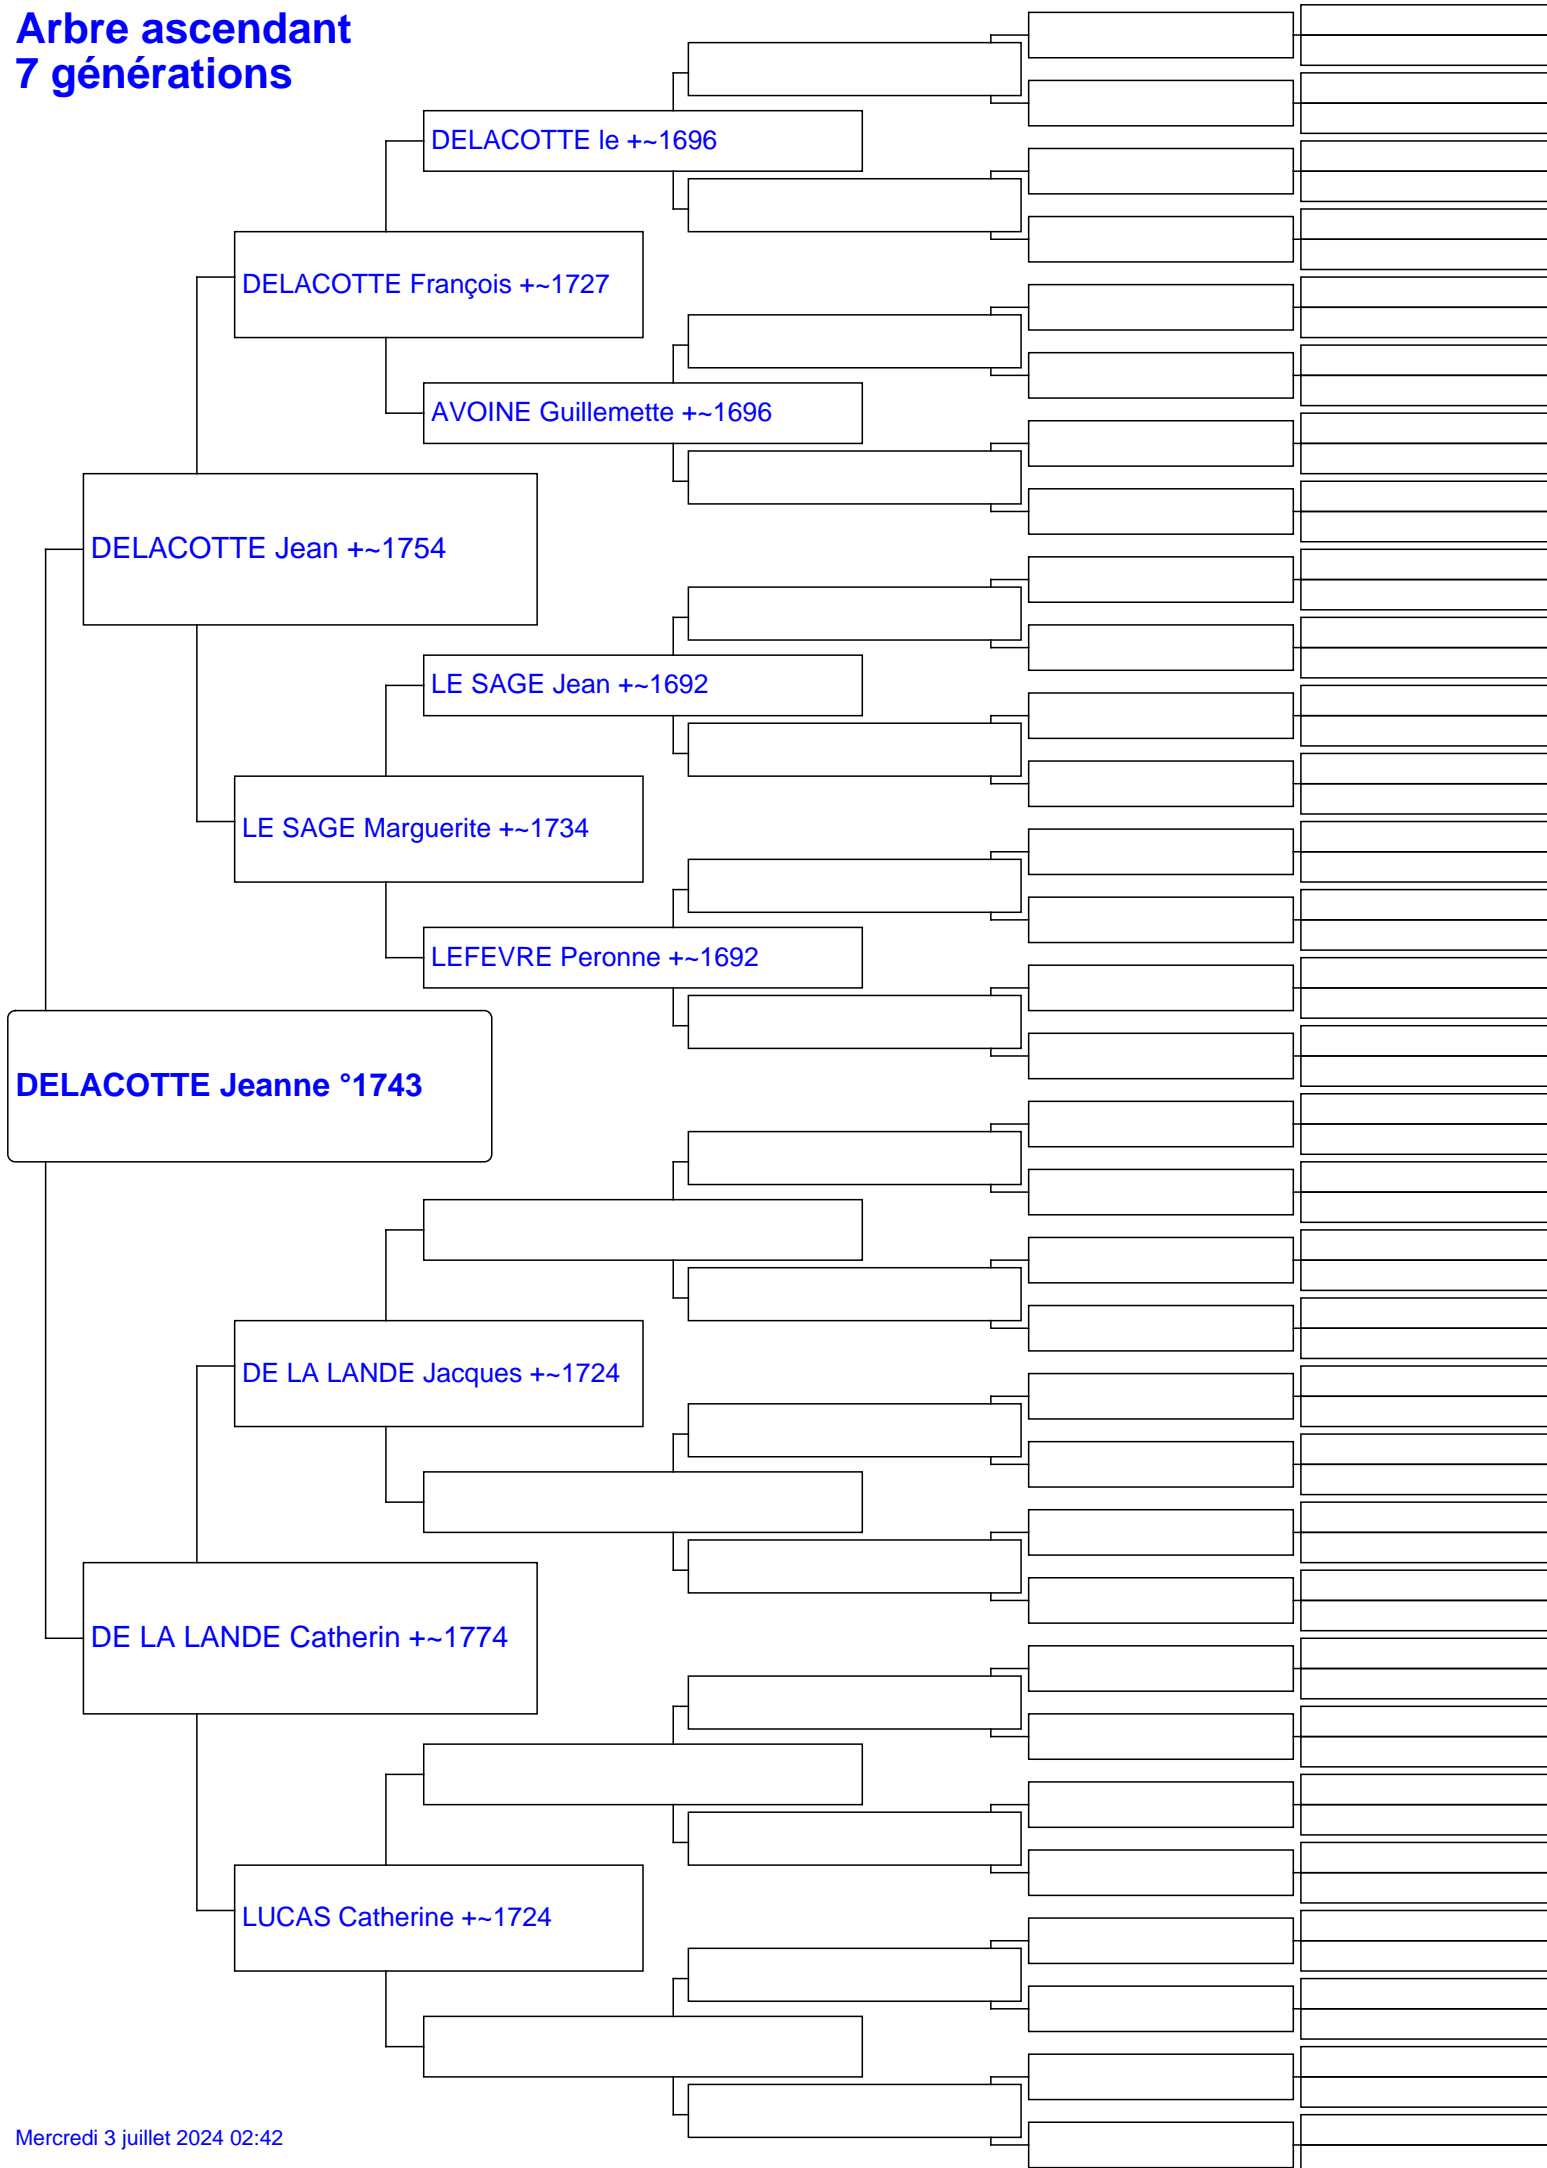 Arbre ascendant
7 générations
DELACOTTE le +~1696
DELACOTTE François +~1727
AVOINE Guillemette +~1696
DELACOTTE Jean +~1754
LE SAGE Jean +~1692
LE SAGE Marguerite +~1734
LEFEVRE Peronne +~1692
DELACOTTE Jeanne °1743
DE LA LANDE Jacques +~1724
DE LA LANDE Catherin +~1774
LUCAS Catherine +~1724
Mercredi 3 juillet 2024 02:42